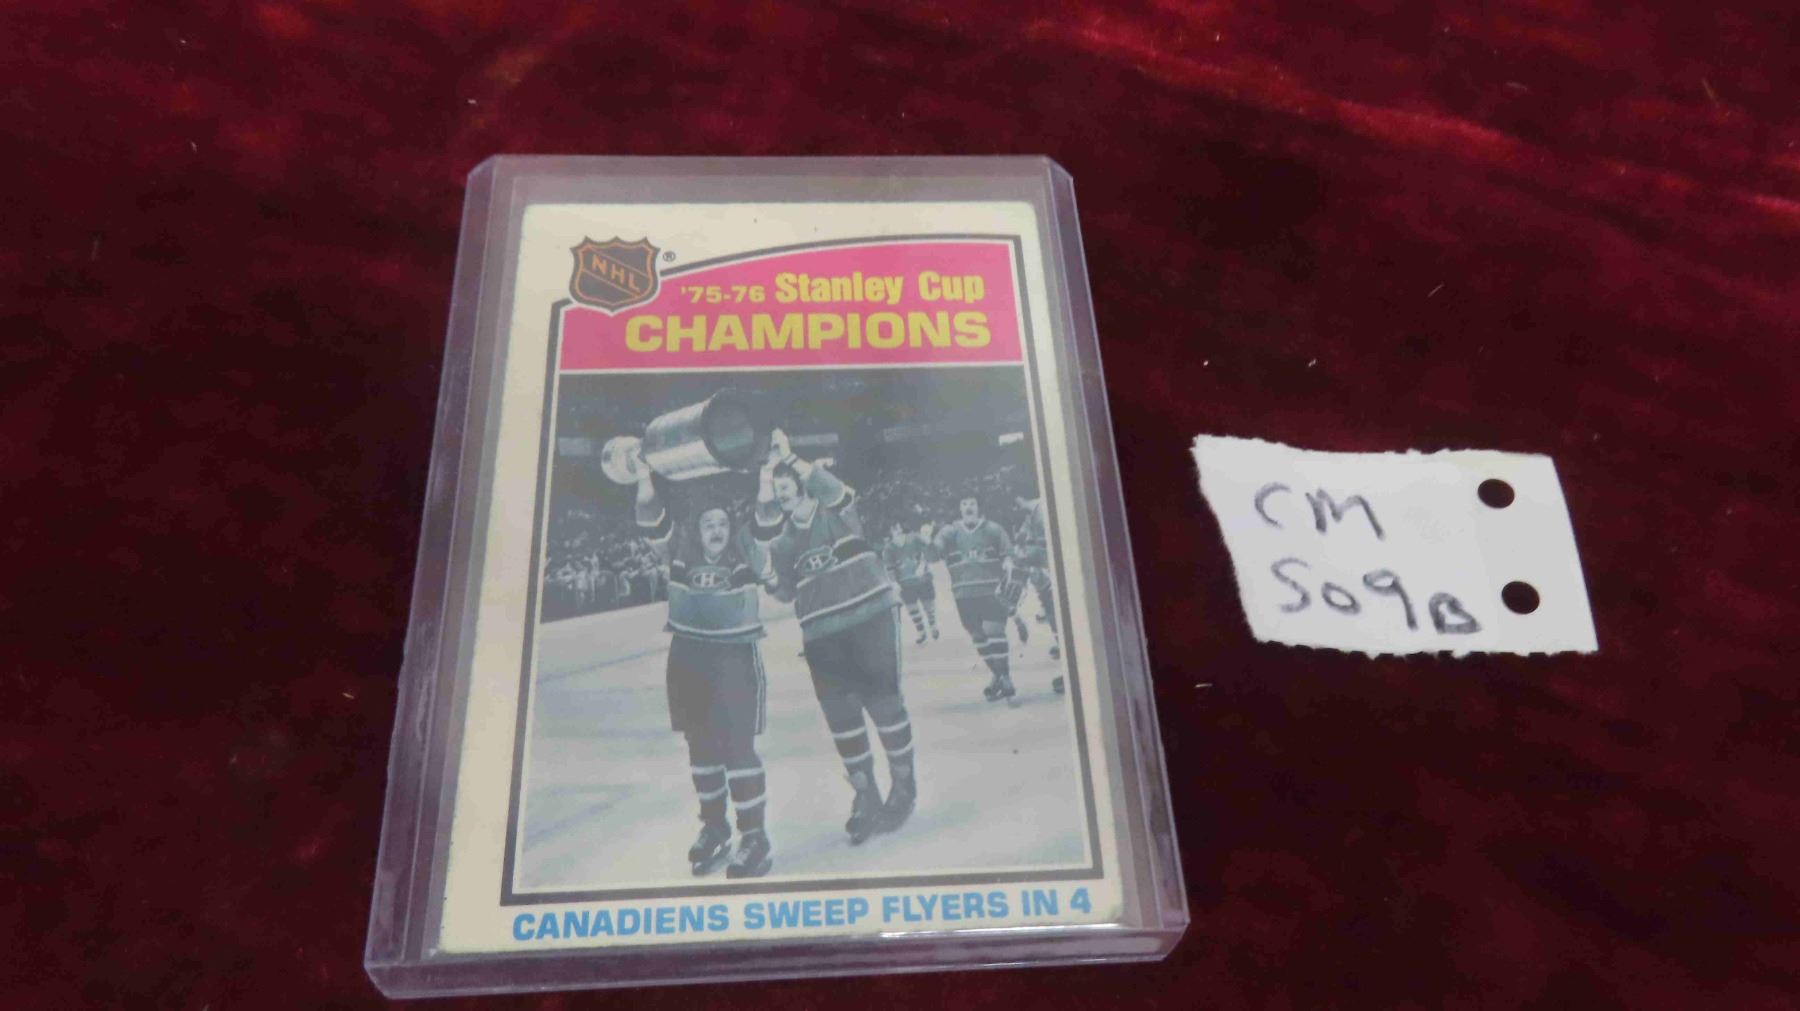 NHL ®
'75-76 Stanley Cup
CHAMPIONS
CANADIENS SWEEP FLYERS IN 4
CM
509B